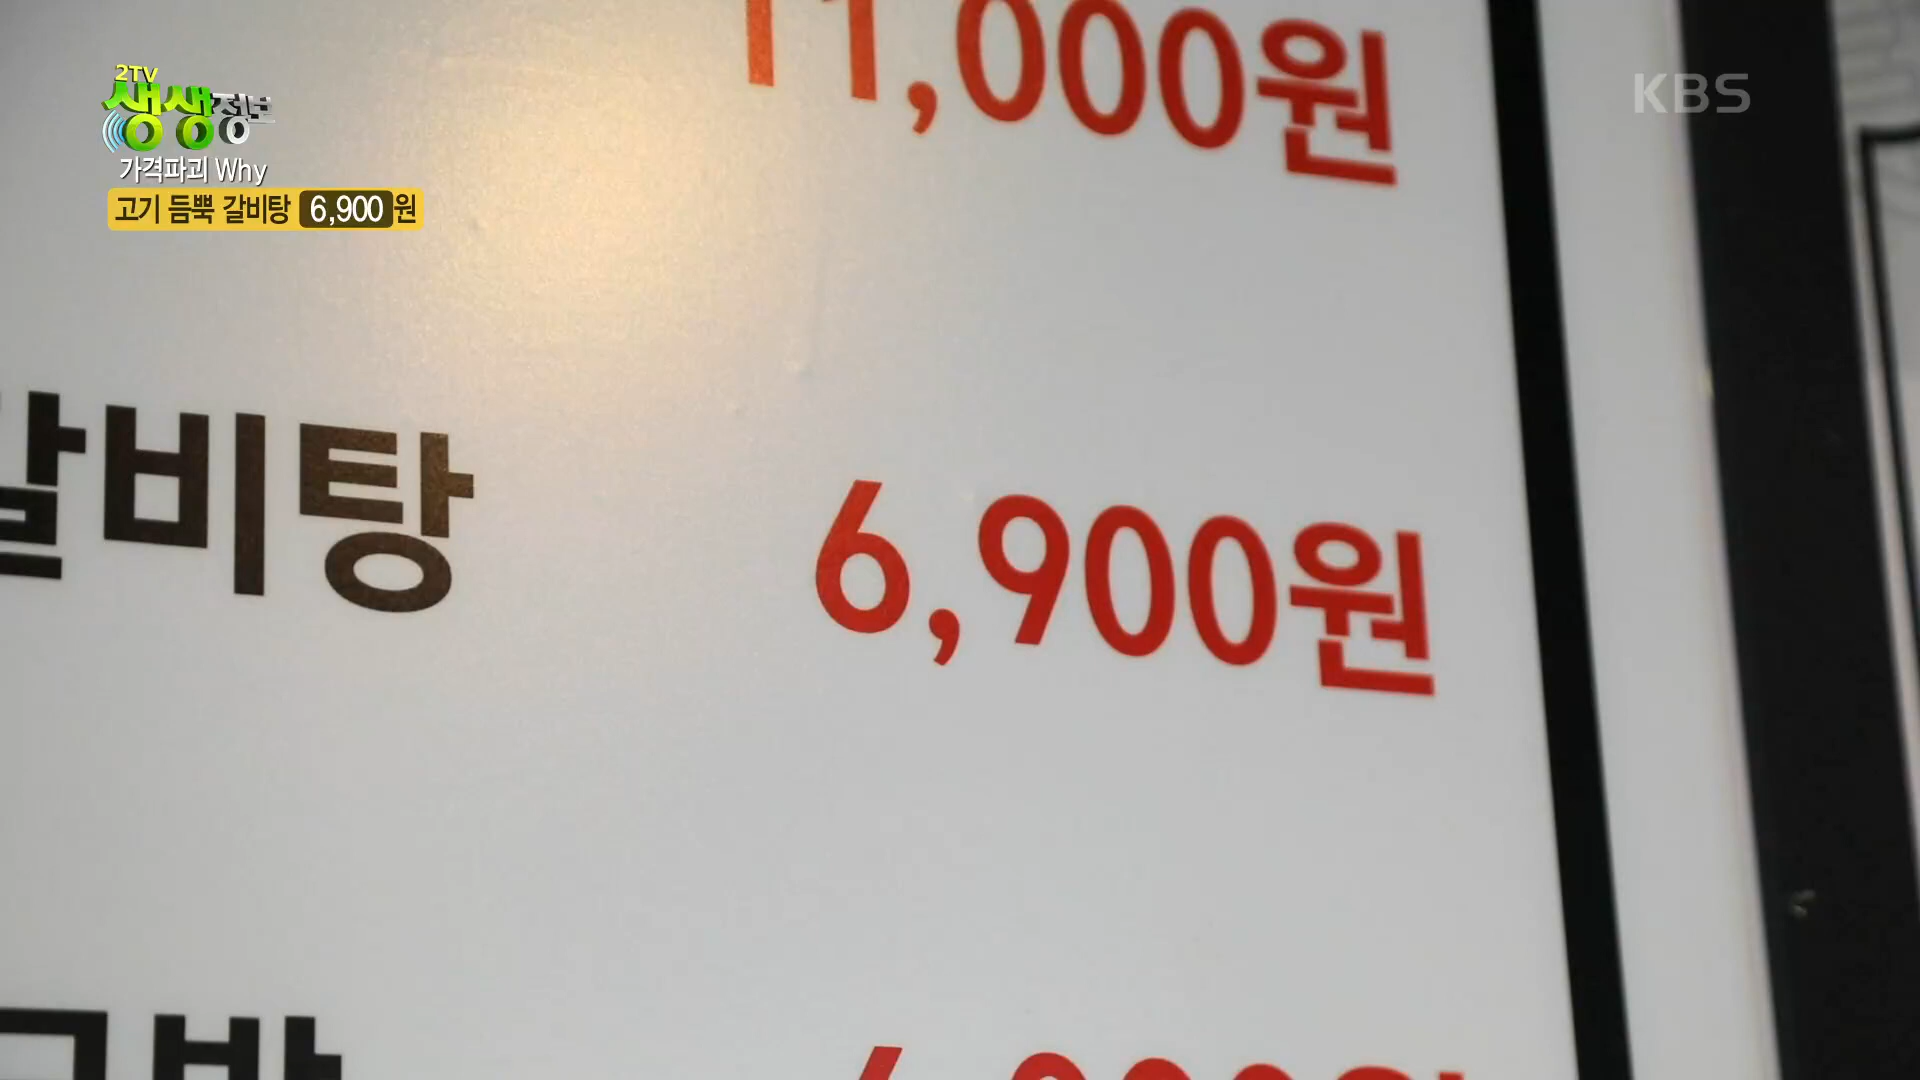 2TV
생생정보
KBS
가격파괴 Why
고기 듬뿍 갈비탕 6,900원
11,000원
갈비탕 6,900원